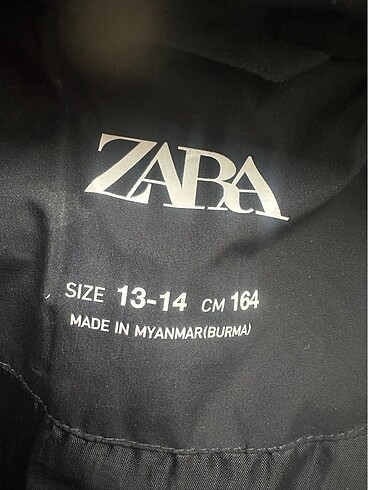 ZARA
SIZE 13-14 CM 164
MADE IN MYANMAR(BURMA)